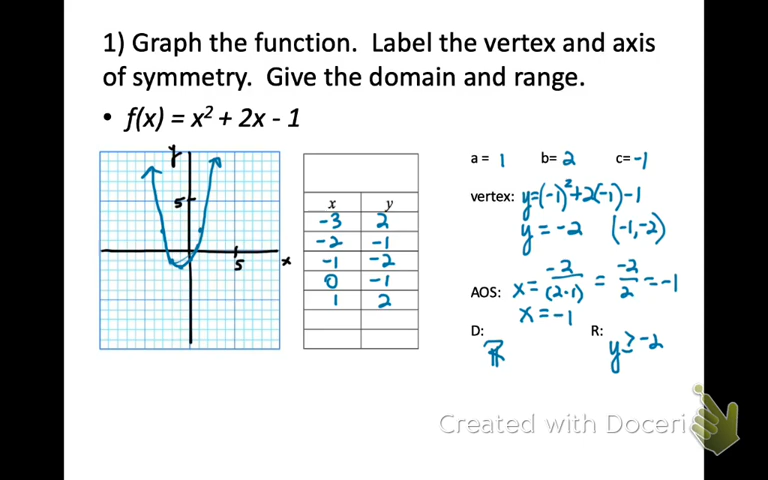 1) Graph the function. Label the vertex and axis
of symmetry. Give the domain and range.
• f(x) = x² + 2x - 1
y
5
5
x
x y
-3 2
-2 -1
-1 -2
0 -1
1 2
a = 1 b= 2 c= -1
vertex: y=(-1)²+2(-1)-1
y = -2 (-1,-2)
AOS: x= -2/(2·1) = -2/2 = -1
x = -1
D: ℝ R: y ≥ -2
Created with Doceri